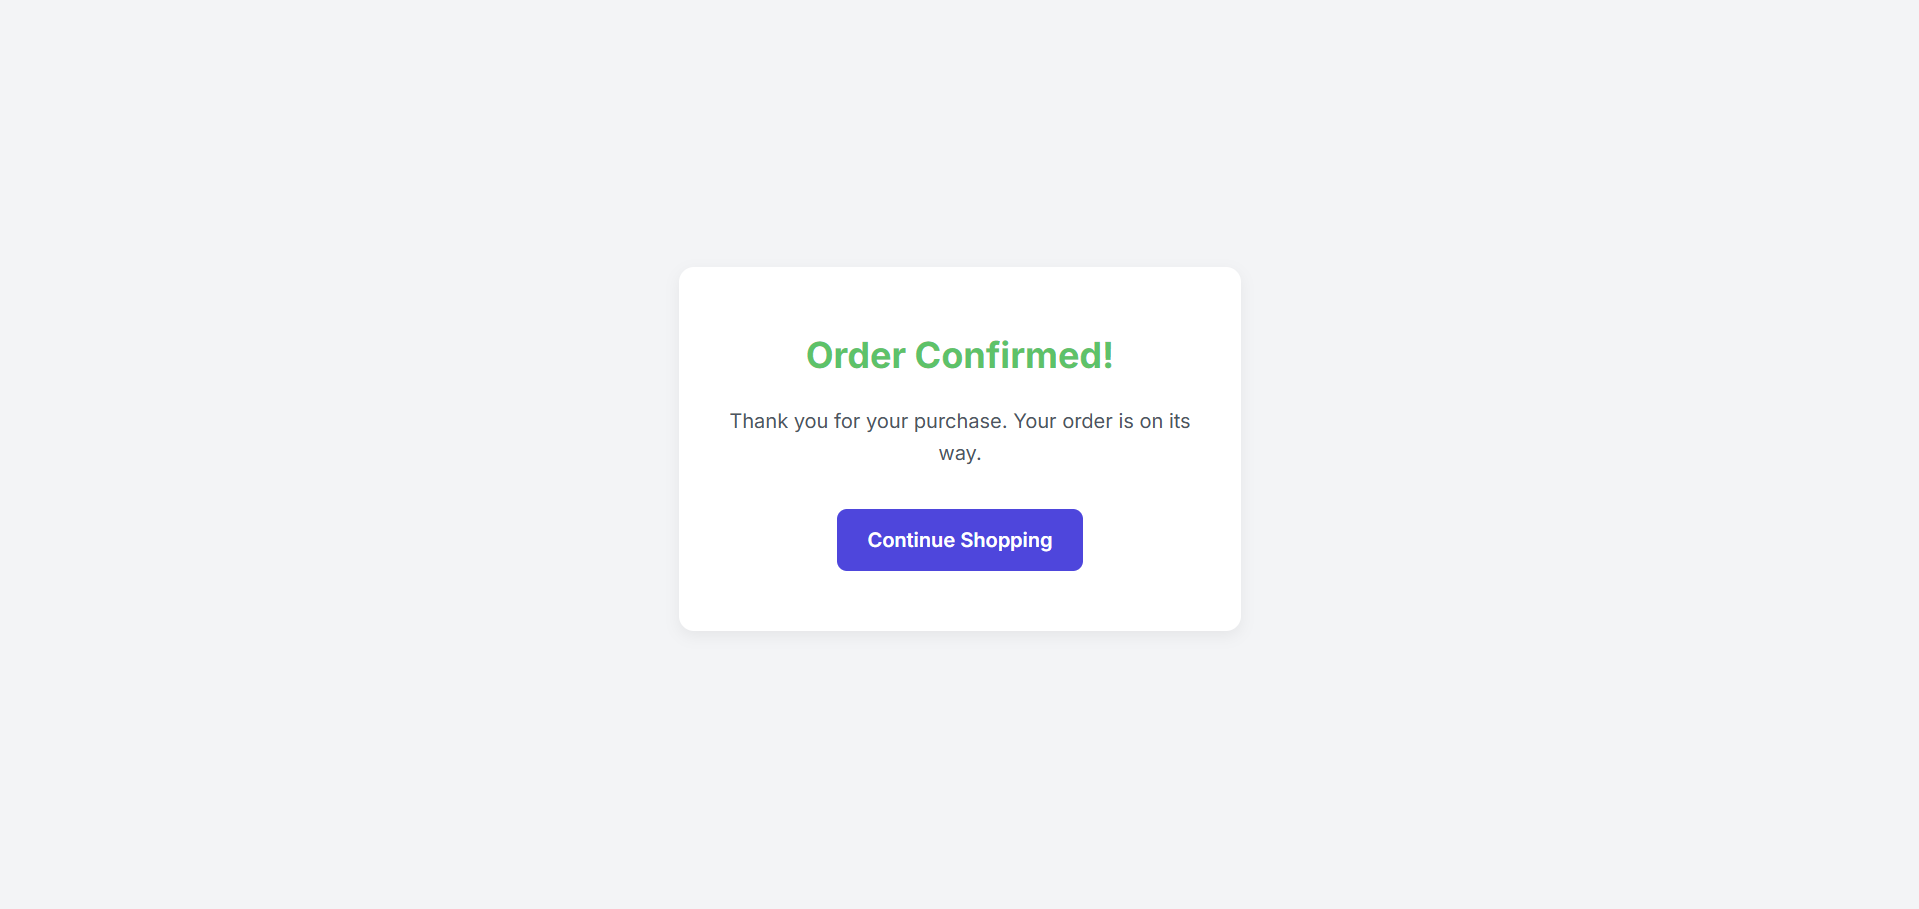 Order Confirmed!
Thank you for your purchase. Your order is on its
way.
Continue Shopping